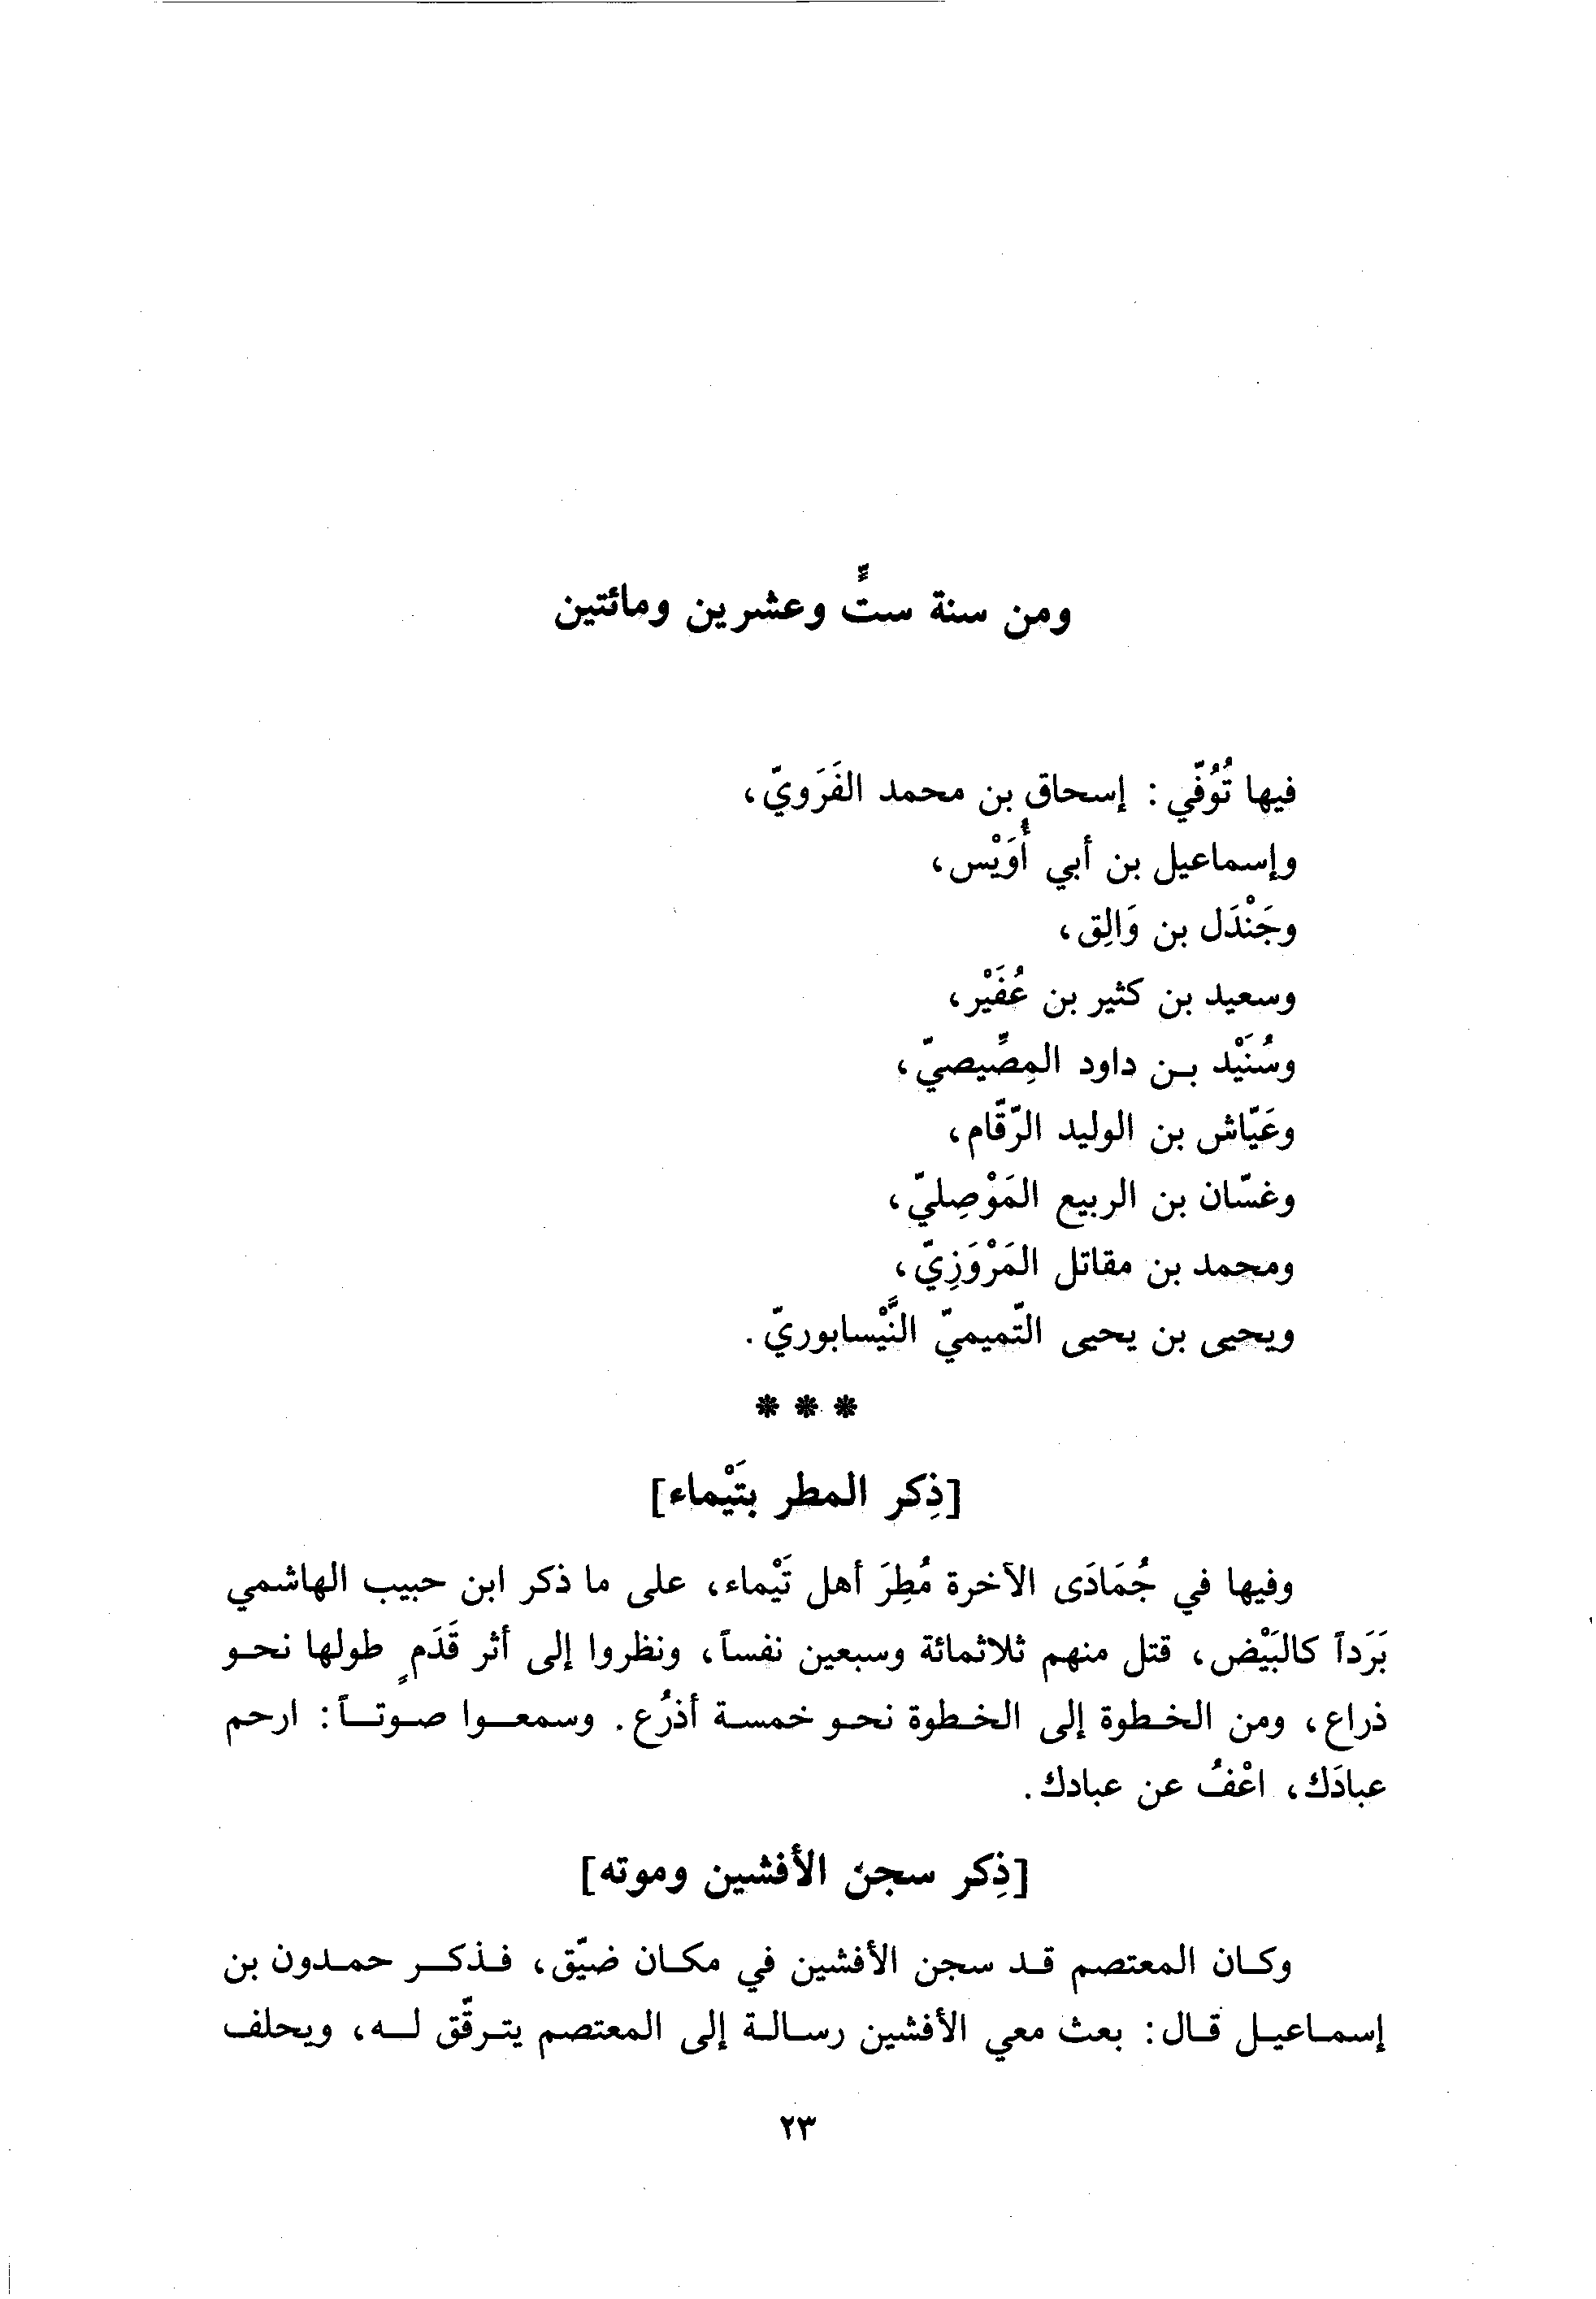 ومن سنة ستٍّ وعشرين ومائتين
فيها تُوُفّي: إسحاق بن محمد الفَرَويّ،
وإسماعيل بن أبي أُوَيْس،
وجَنْدَل بن وَالِق،
وسعيد بن كثير بن عُفَيْر،
وسُنَيْد بن داود المِصِّيصيّ،
وعَيّاش بن الوليد الرّقّام،
وغسّان بن الربيع المَوْصِليّ،
ومحمد بن مقاتل المَرْوَزِيّ،
ويحيى بن يحيى التّميميّ النَّيْسابوريّ.
* * *
[ذِكر المطر بتَيْماء]
وفيها في جُمَادَى الآخرة مُطِرَ أهل تَيْماء، على ما ذكر ابن حبيب الهاشمي
بَرَداً كالبَيْض، قتل منهم ثلاثمائة وسبعين نفساً، ونظروا إلى أثر قَدَمٍ طولها نحو
ذراع، ومن الخطوة إلى الخطوة نحو خمسة أذرُع. وسمعوا صوتاً: ارحم
عبادَك، اعْفُ عن عبادك.
[ذِكر سجن الأفشين وموته]
وكان المعتصم قد سجن الأفشين في مكان ضيّق، فذكر حمدون بن
إسماعيل قال: بعث معي الأفشين رسالة إلى المعتصم يترقّق له، ويحلف
٢٣